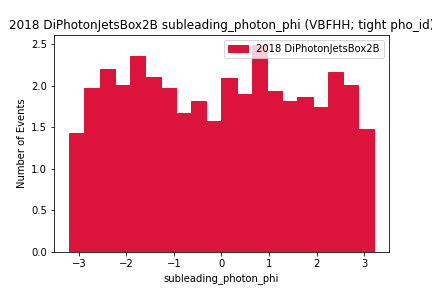 2018 DiPhotonJetsBox2B subleading_photon_phi (VBFHH; tight pho_id)
2018 DiPhotonJetsBox2B
Number of Events
2.5
2.0
1.5
1.0
0.5
0.0
−3 −2 −1 0 1 2 3
subleading_photon_phi